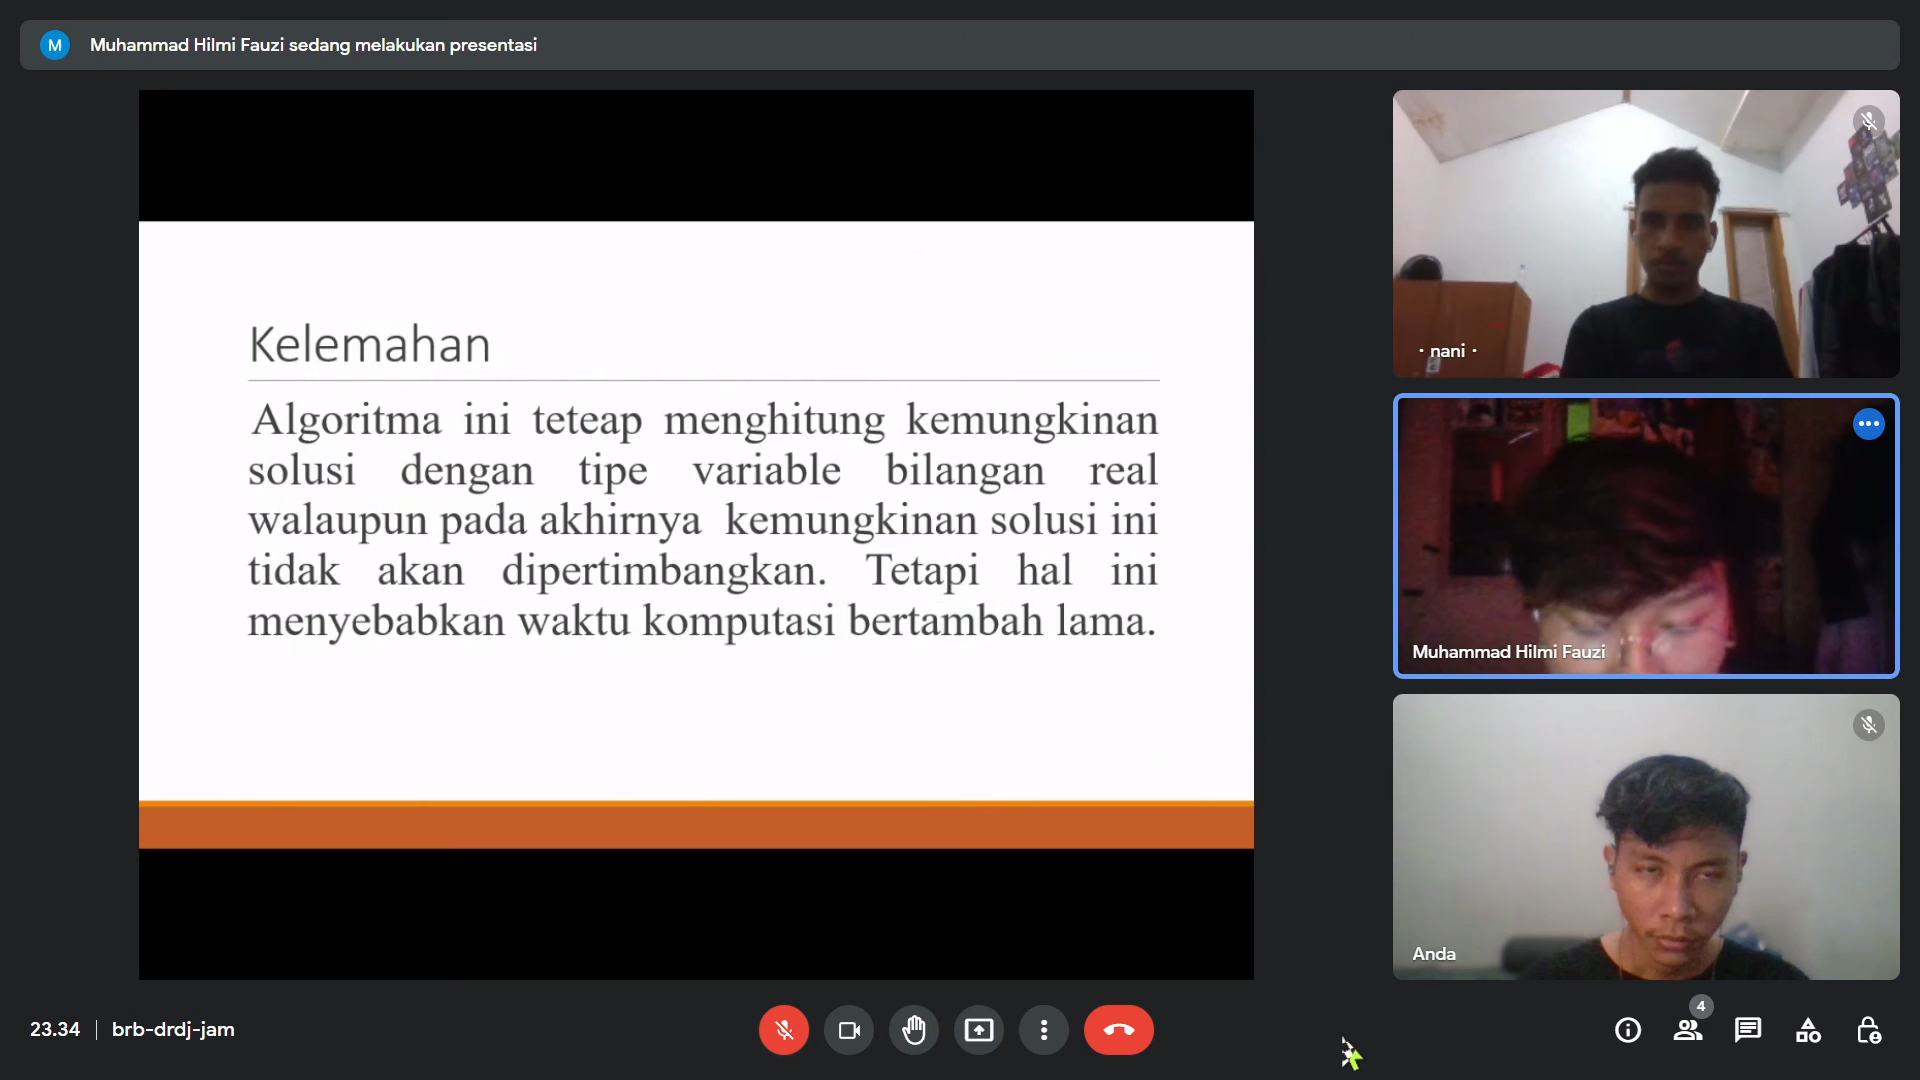 M
Muhammad Hilmi Fauzi sedang melakukan presentasi
Kelemahan
Algoritma ini teteap menghitung kemungkinan
solusi dengan tipe variable bilangan real
walaupun pada akhirnya kemungkinan solusi ini
tidak akan dipertimbangkan. Tetapi hal ini
menyebabkan waktu komputasi bertambah lama.
· nani ·
Muhammad Hilmi Fauzi
Anda
23.34 | brb-drdj-jam
4